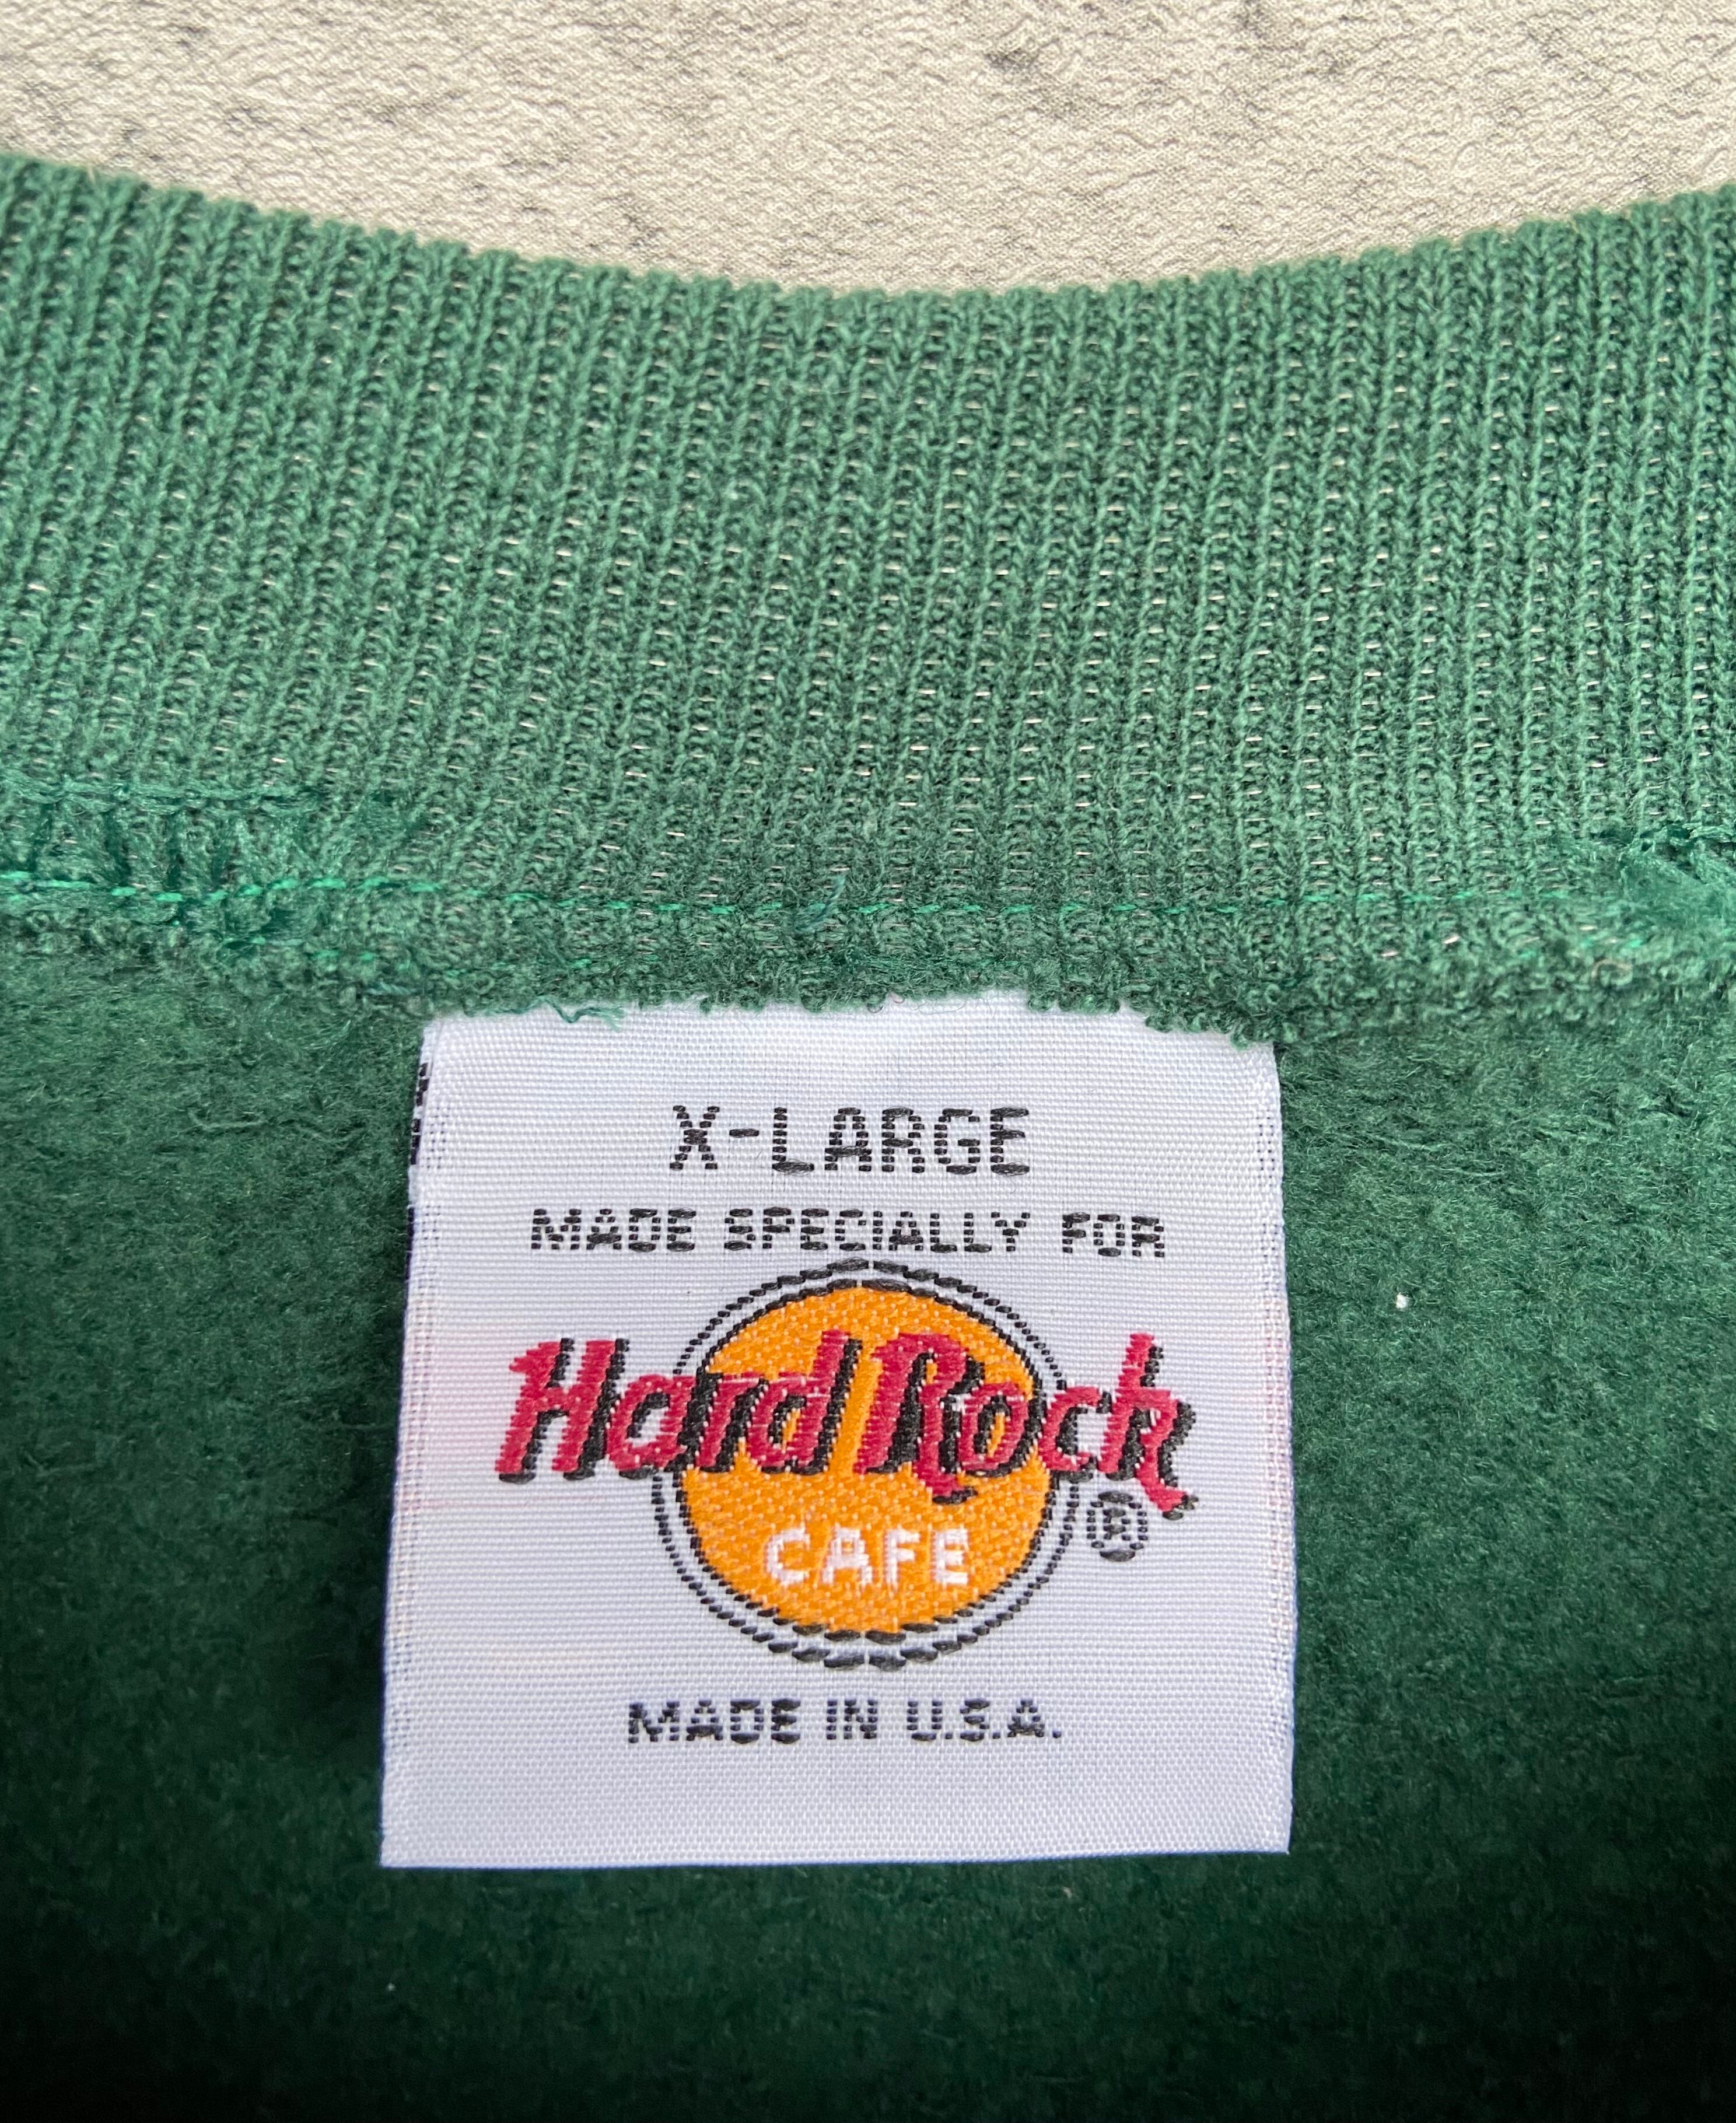 X-LARGE
MADE SPECIALLY FOR
Hard Rock
CAFE
®
MADE IN U.S.A.